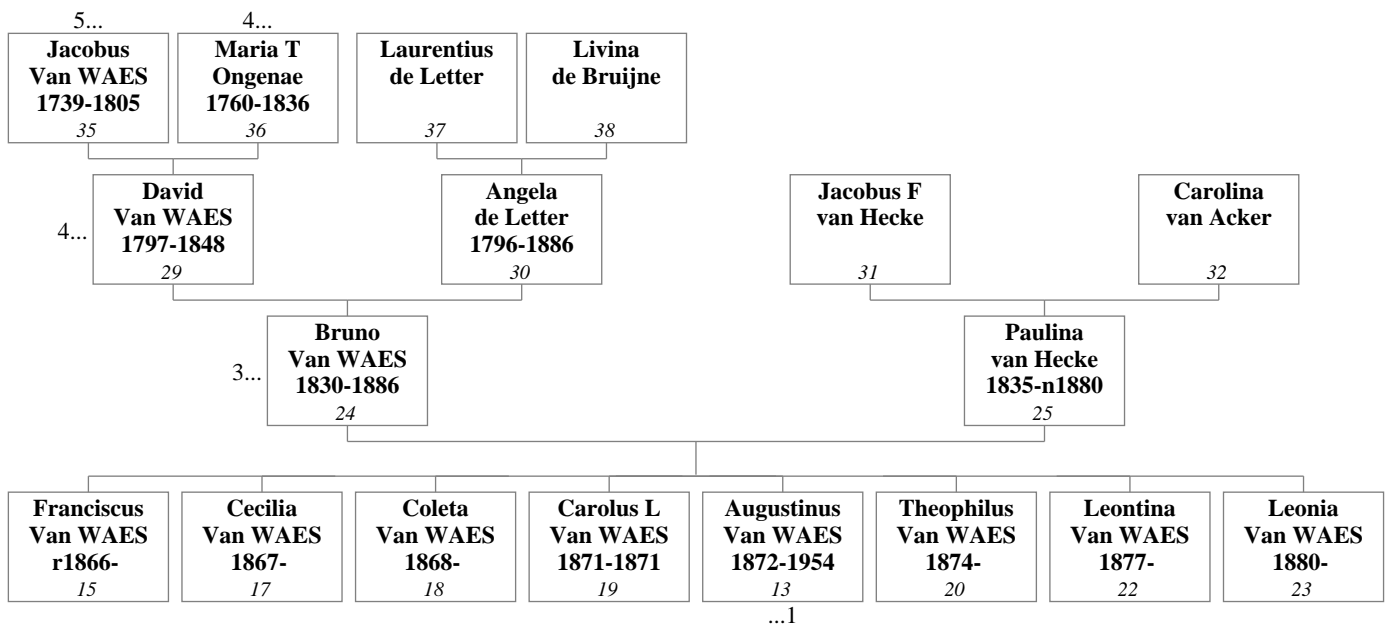 5...
4...
Jacobus
Van WAES
1739-1805
35
Maria T
Ongenae
1760-1836
36
Laurentius
de Letter
37
Livina
de Bruijne
38
4...
David
Van WAES
1797-1848
29
Angela
de Letter
1796-1886
30
Jacobus F
van Hecke
31
Carolina
van Acker
32
3...
Bruno
Van WAES
1830-1886
24
Paulina
van Hecke
1835-n1880
25
Franciscus
Van WAES
r1866-
15
Cecilia
Van WAES
1867-
17
Coleta
Van WAES
1868-
18
Carolus L
Van WAES
1871-1871
19
Augustinus
Van WAES
1872-1954
13
Theophilus
Van WAES
1874-
20
Leontina
Van WAES
1877-
22
Leonia
Van WAES
1880-
23
...1